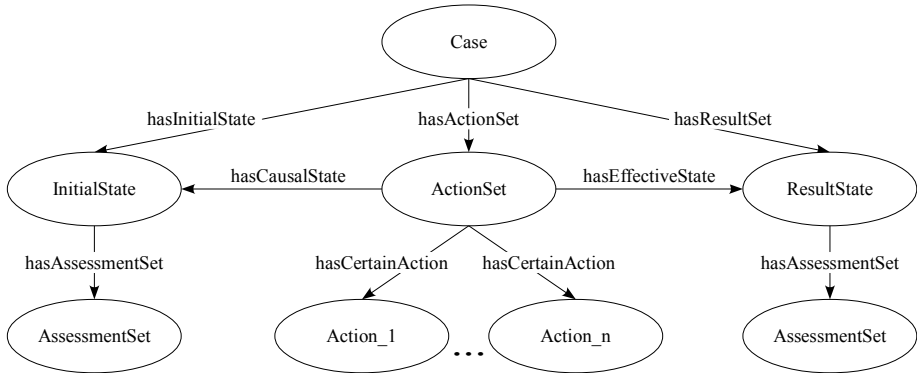 Case
hasInitialState
hasActionSet
hasResultSet
InitialState
hasCausalState
ActionSet
hasEffectiveState
ResultState
hasAssessmentSet
hasCertainAction
hasCertainAction
hasAssessmentSet
AssessmentSet
Action_1
...
Action_n
AssessmentSet